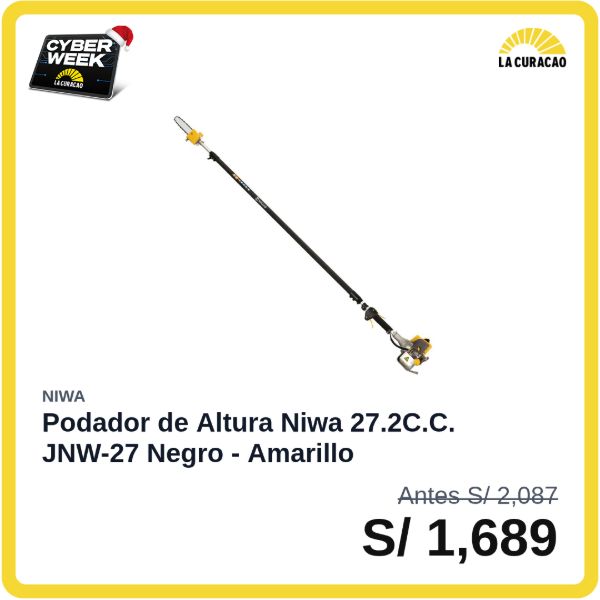 CYBER
WEEK
LA CURACAO
LA CURACAO
NIWA
Podador de Altura Niwa 27.2C.C.
JNW-27 Negro - Amarillo
Antes S/ 2,087
S/ 1,689